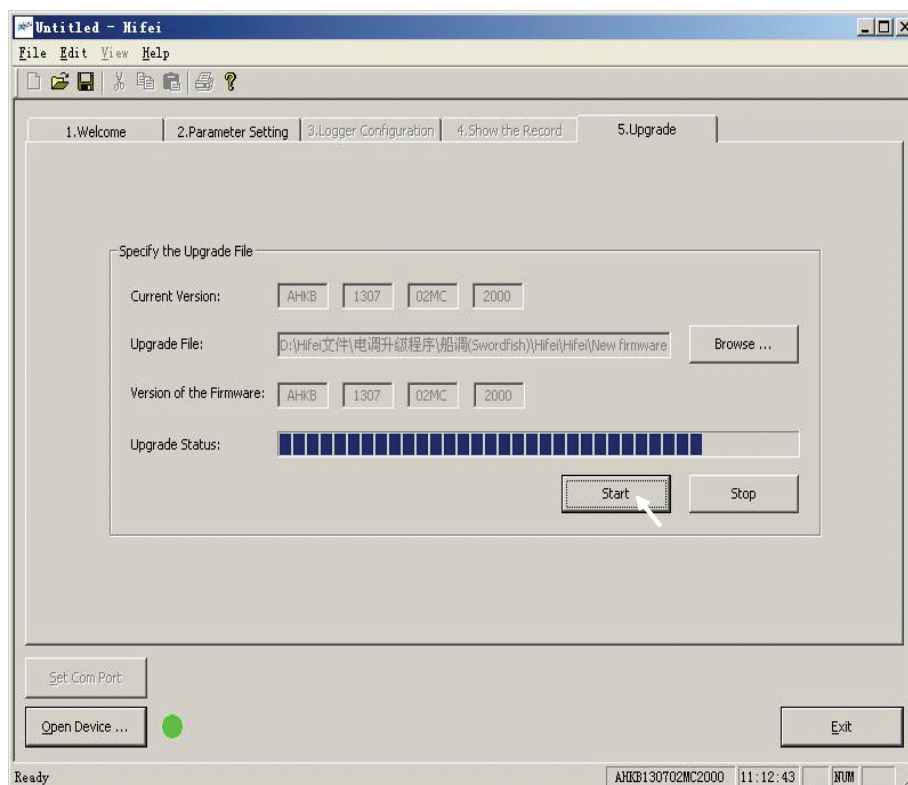 Untitled - Hifei
File Edit View Help
1.Welcome 2.Parameter Setting 3.Logger Configuration 4.Show the Record 5.Upgrade
Specify the Upgrade File
Current Version: AHKB 1307 02MC 2000
Upgrade File: D:\Hifei文件\电调升级程序\船调(Swordfish)\Hifei\Hifei\New firmware Browse ...
Version of the Firmware: AHKB 1307 02MC 2000
Upgrade Status:
Start Stop
Set Com Port
Open Device ... Exit
Ready AHKB130702MC2000 11:12:43 NUM